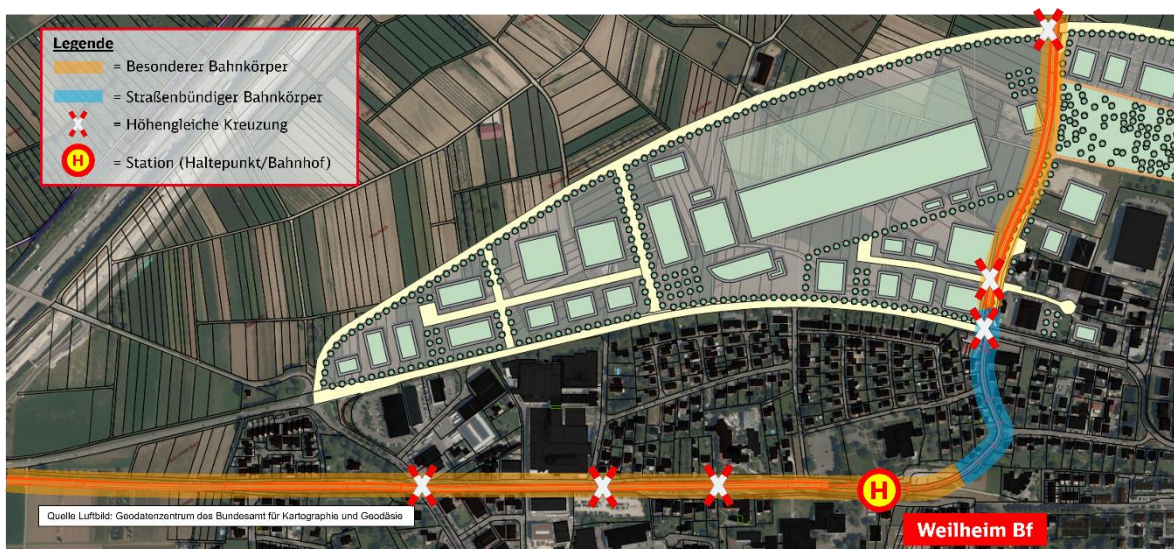 Legende
= Besonderer Bahnkörper
= Straßenbündiger Bahnkörper
= Höhengleiche Kreuzung
H = Station (Haltepunkt/Bahnhof)
H
Quelle Luftbild: Geodatenzentrum des Bundesamt für Kartographie und Geodäsie
Weilheim Bf